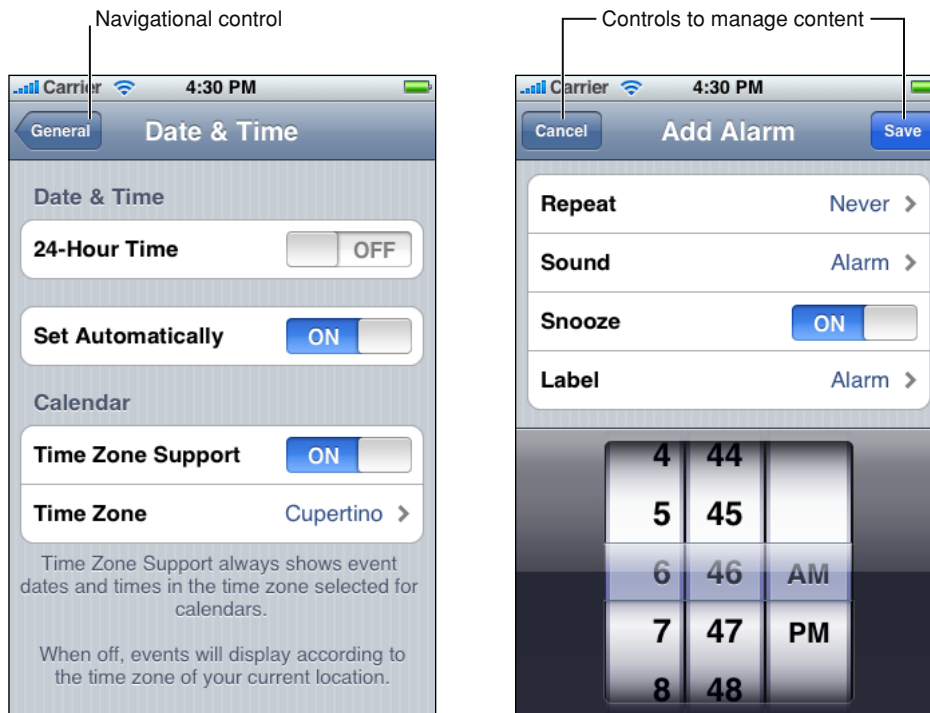 Navigational control
Carrier 4:30 PM
General Date & Time
Date & Time
24-Hour Time OFF
Set Automatically ON
Calendar
Time Zone Support ON
Time Zone Cupertino
Time Zone Support always shows event
dates and times in the time zone selected for
calendars.
When off, events will display according to
the time zone of your current location.
Controls to manage content
Carrier 4:30 PM
Cancel Add Alarm Save
Repeat Never
Sound Alarm
Snooze ON
Label Alarm
4 44
5 45
6 46 AM
7 47 PM
8 48